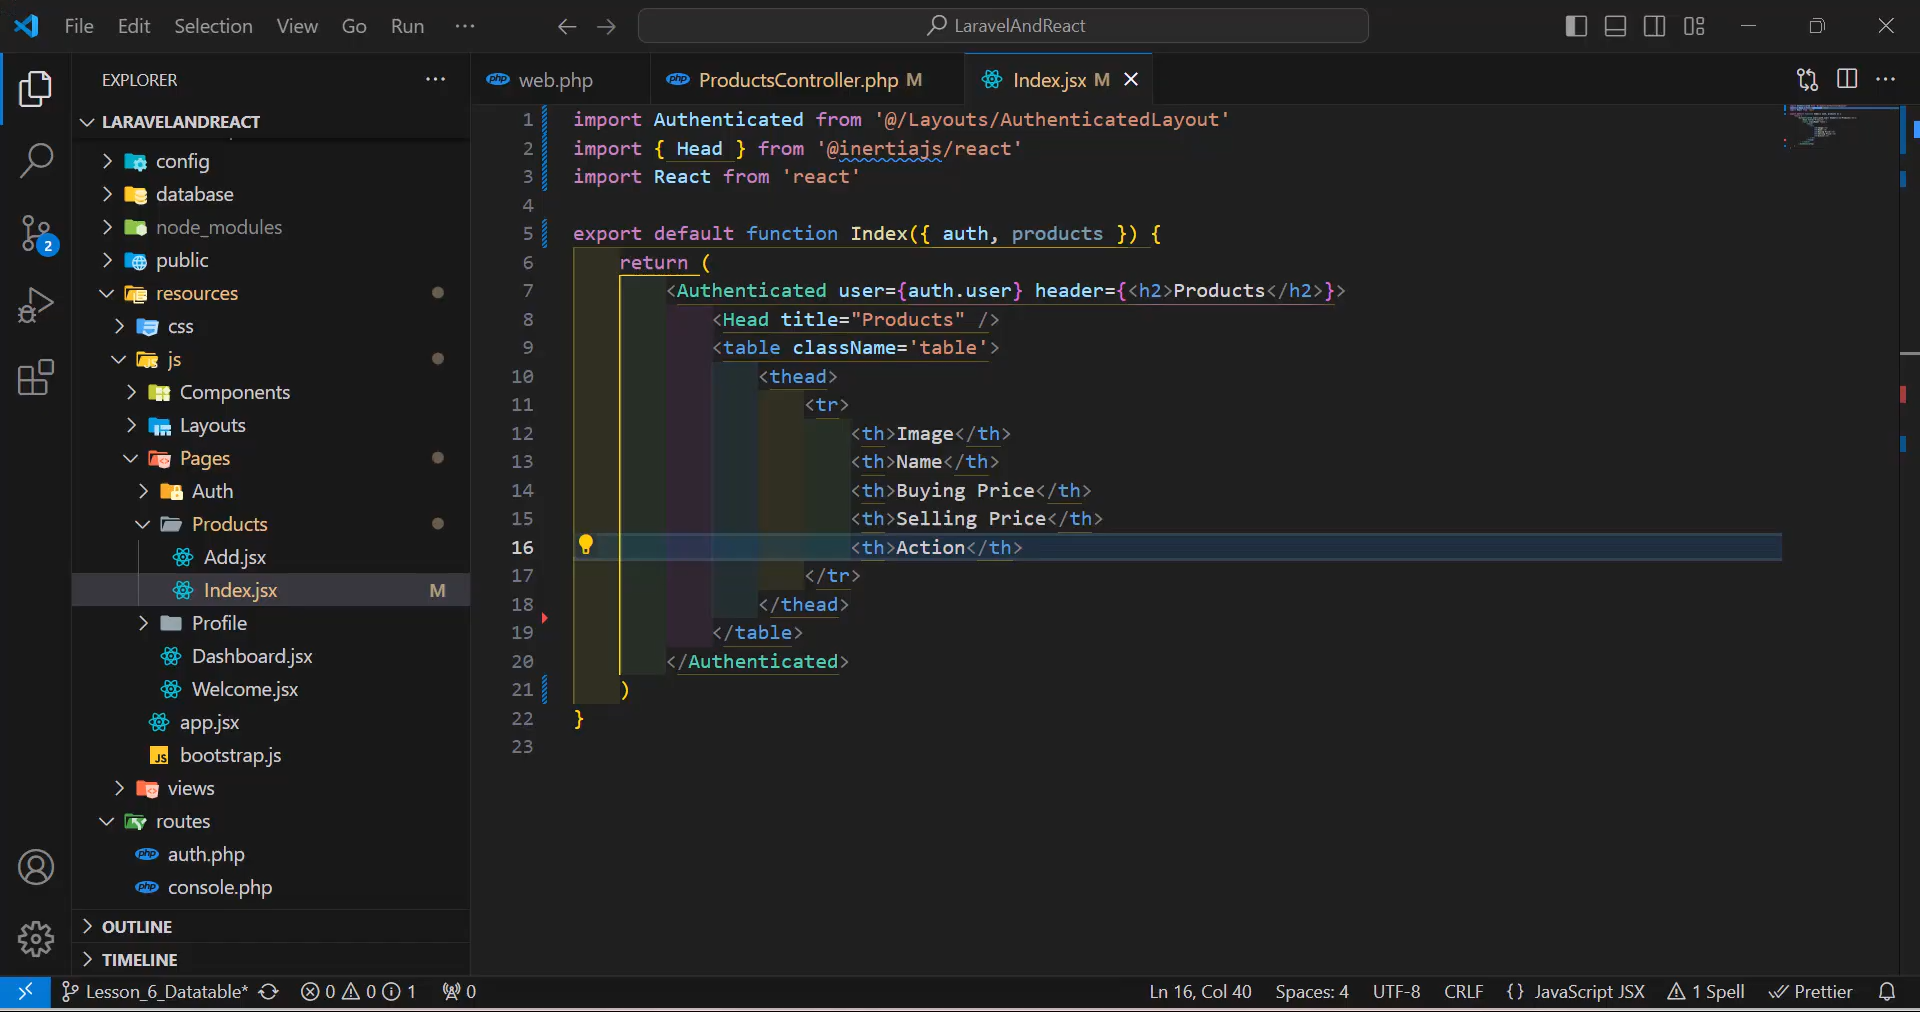 File Edit Selection View Go Run ··· LaravelAndReact
EXPLORER ···
LARAVELANDREACT
config
database
node_modules
public
resources
css
js
Components
Layouts
Pages
Auth
Products
Add.jsx
Index.jsx M
Profile
Dashboard.jsx
Welcome.jsx
app.jsx
bootstrap.js
views
routes
auth.php
console.php
OUTLINE
TIMELINE
2
web.php ProductsController.php M Index.jsx M
1 import Authenticated from '@/Layouts/AuthenticatedLayout'
2 import { Head } from '@inertiajs/react'
3 import React from 'react'
4
5 export default function Index({ auth, products }) {
6 return (
7 <Authenticated user={auth.user} header={<h2>Products</h2>}>
8 <Head title="Products" />
9 <table className='table'>
10 <thead>
11 <tr>
12 <th>Image</th>
13 <th>Name</th>
14 <th>Buying Price</th>
15 <th>Selling Price</th>
16 <th>Action</th>
17 </tr>
18 </thead>
19 </table>
20 </Authenticated>
21 )
22 }
23
Lesson_6_Datatable* 0 0 1 0 Ln 16, Col 40 Spaces: 4 UTF-8 CRLF {} JavaScript JSX 1 Spell Prettier